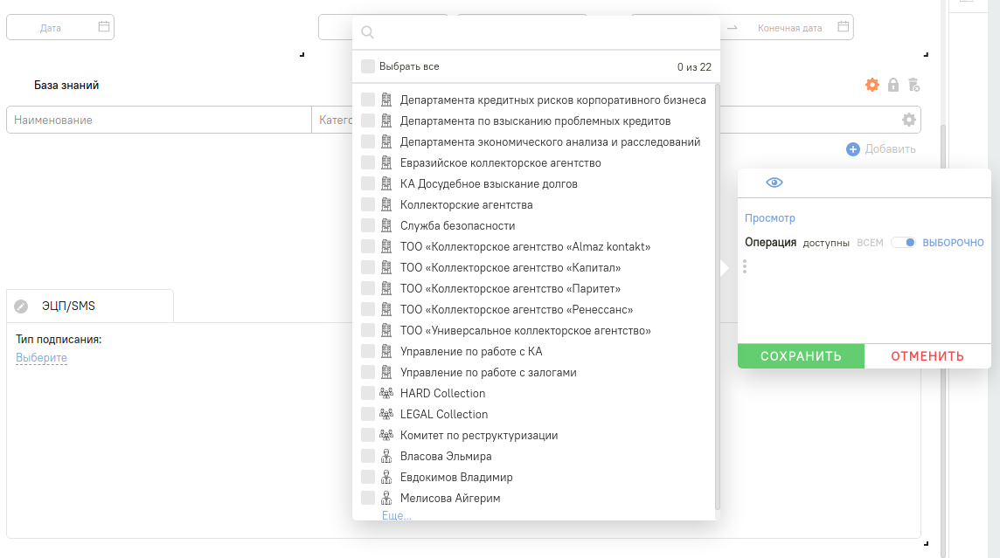 Дата
Конечная дата
Выбрать все
0 из 22
База знаний
Наименование
Катего
Добавить
Департамента кредитных рисков корпоративного бизнеса
Департамента по взысканию проблемных кредитов
Департамента экономического анализа и расследований
Евразийское коллекторское агентство
КА Досудебное взыскание долгов
Коллекторские агентства
Служба безопасности
ТОО «Коллекторское агентство «Almaz kontakt»
ТОО «Коллекторское агентство «Капитал»
ТОО «Коллекторское агентство «Паритет»
ТОО «Коллекторское агентство «Ренессанс»
ТОО «Универсальное коллекторское агентство»
Управление по работе с КА
Управление по работе с залогами
HARD Collection
LEGAL Collection
Комитет по реструктуризации
Власова Эльмира
Евдокимов Владимир
Мелисова Айгерим
Еще...
Просмотр
Операция доступны ВСЕМ ВЫБОРОЧНО
СОХРАНИТЬ
ОТМЕНИТЬ
ЭЦП/SMS
Тип подписания:
Выберите